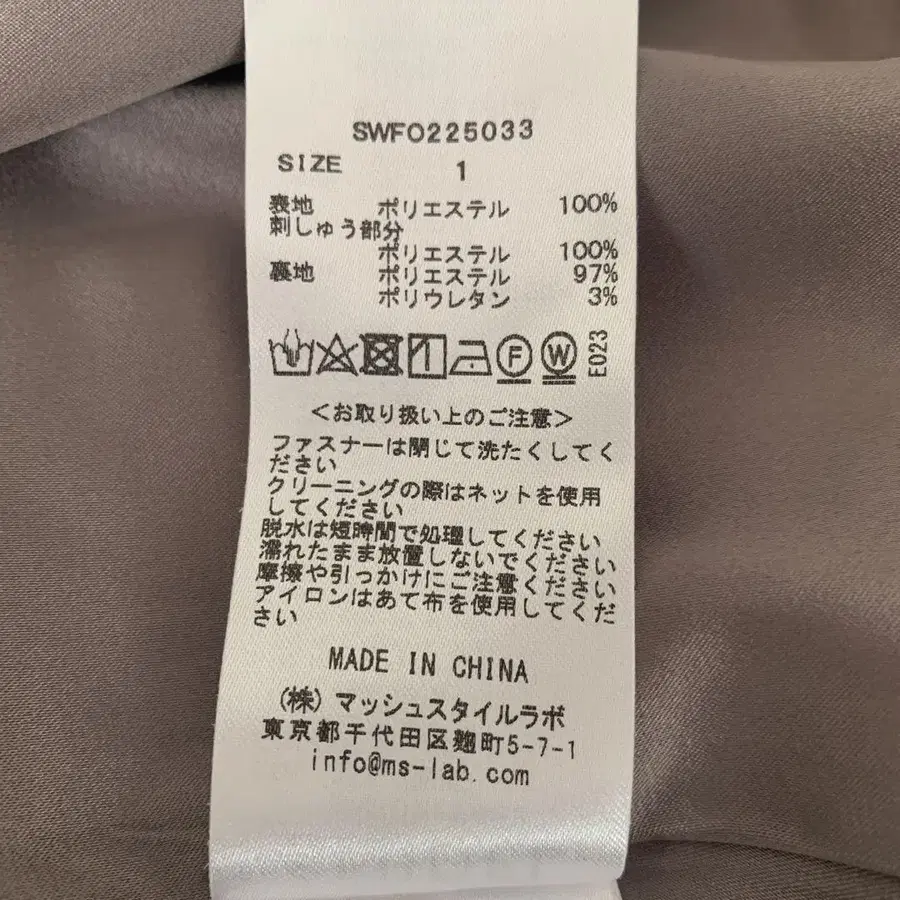 SWFO225033
SIZE 1
表地 ポリエステル 100%
刺しゅう部分
ポリエステル 100%
裏地 ポリエステル 97%
ポリウレタン 3%
F W E023
＜お取り扱い上のご注意＞
ファスナーは閉じて洗たくしてく
ださい
クリーニングの際はネットを使用
してください
脱水は短時間で処理してください
濡れたまま放置しないでください
摩擦や引っかけにご注意ください
アイロンはあて布を使用してくだ
さい
MADE IN CHINA
(株) マッシュスタイルラボ
東京都千代田区麹町5-7-1
info@ms-lab.com